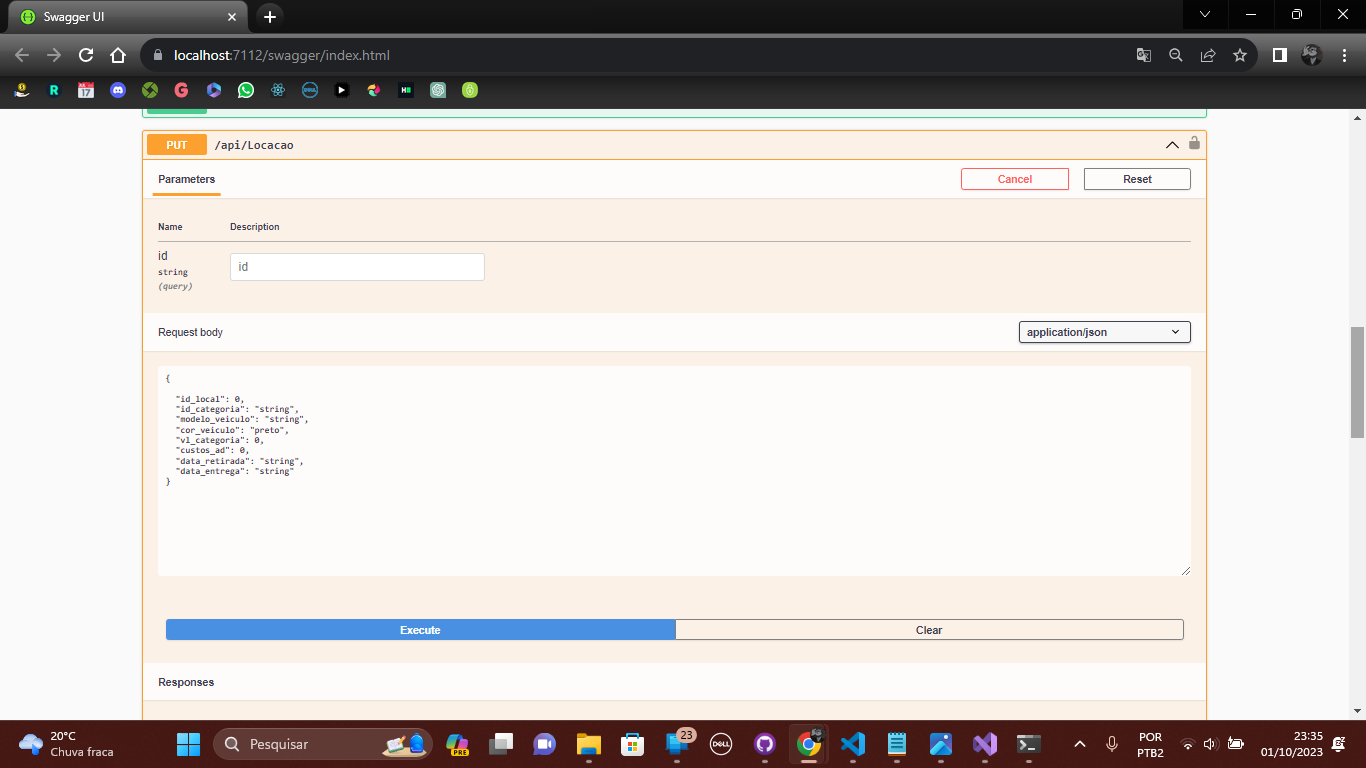 Swagger UI
localhost:7112/swagger/index.html
PUT /api/Locacao
Parameters Cancel Reset
Name Description
id
string
(query)
id
Request body application/json
{
"id_local": 0,
"id_categoria": "string",
"modelo_veiculo": "string",
"cor_veiculo": "preto",
"vl_categoria": 0,
"custos_ad": 0,
"data_retirada": "string",
"data_entrega": "string"
}
Execute Clear
Responses
20°C
Chuva fraca
Pesquisar
PRE
23
DELL
POR
PTB2
23:35
01/10/2023